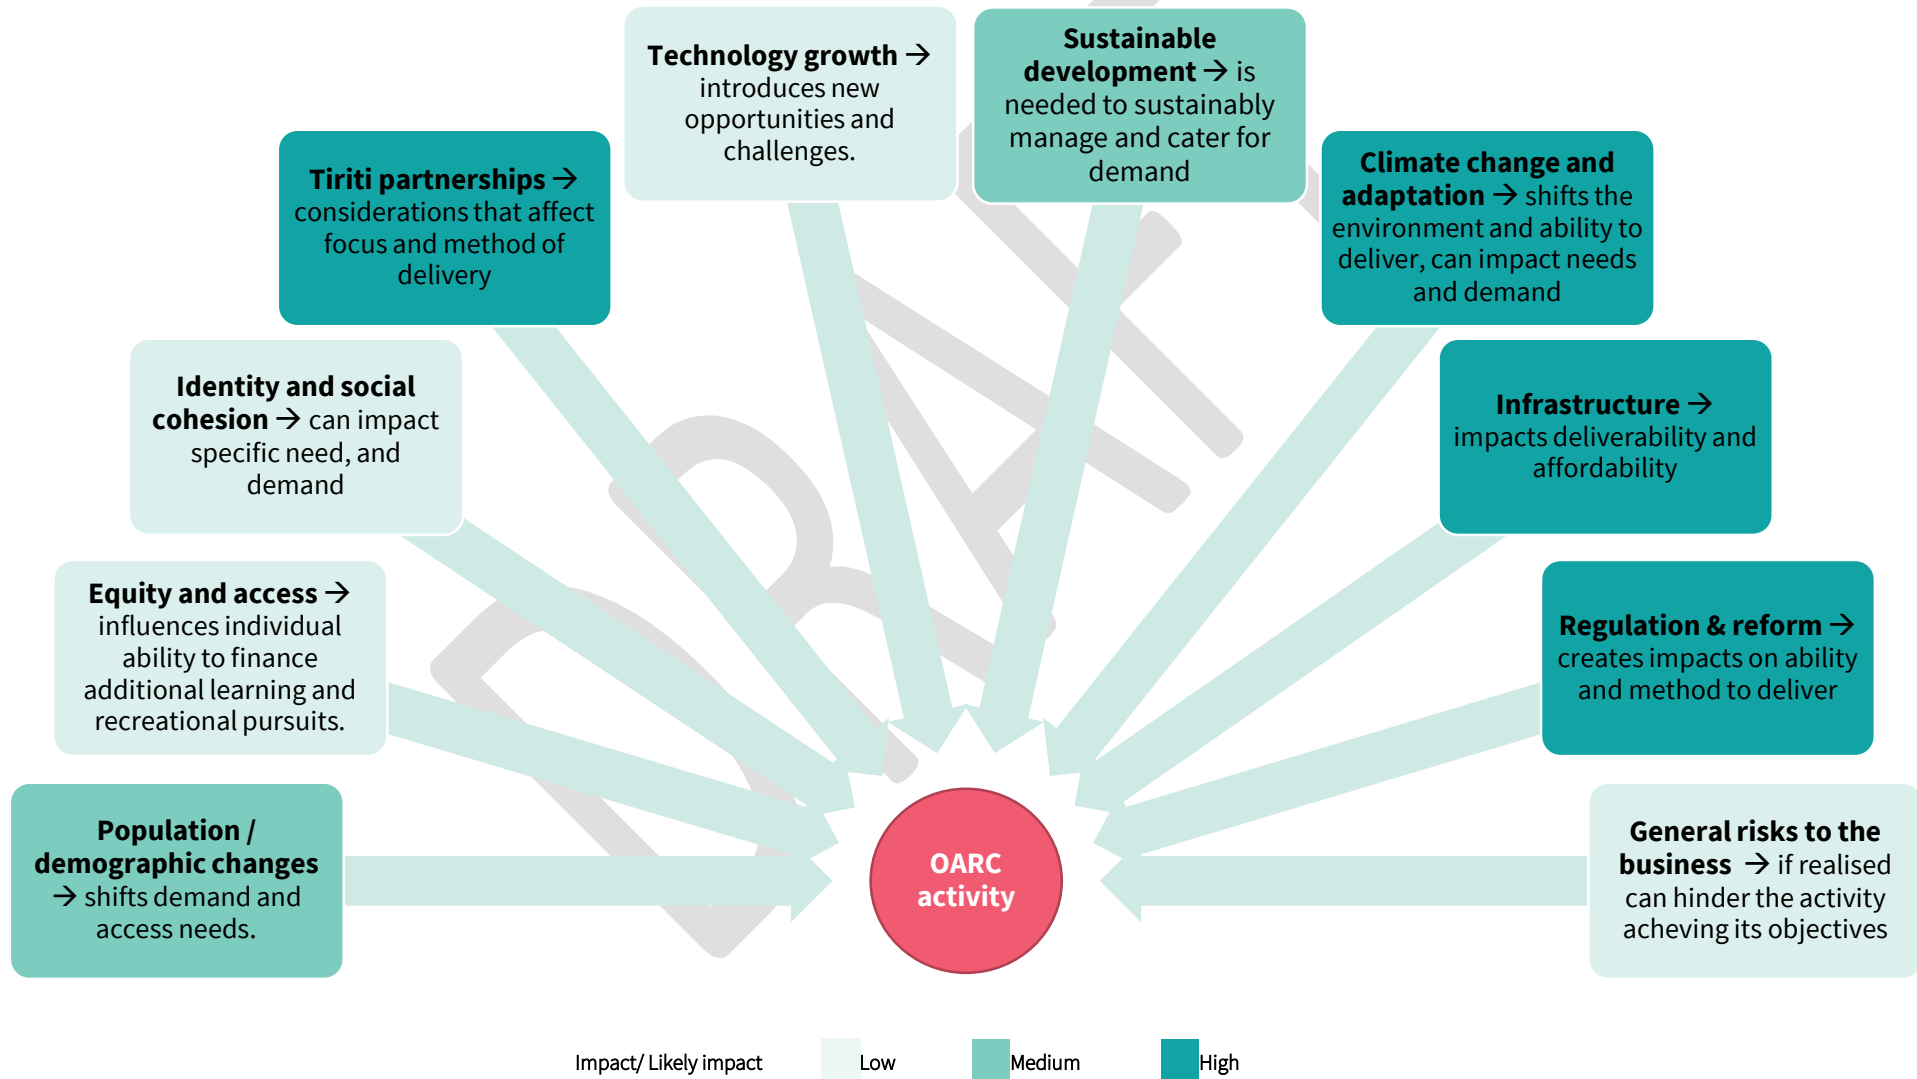 Technology growth →
introduces new
opportunities and
challenges.
Sustainable
development → is
needed to sustainably
manage and cater for
demand
Tiriti partnerships →
considerations that affect
focus and method of
delivery
Climate change and
adaptation → shifts the
environment and ability to
deliver, can impact needs
and demand
Identity and social
cohesion → can impact
specific need, and
demand
Infrastructure →
impacts deliverability and
affordability
Equity and access →
influences individual
ability to finance
additional learning and
recreational pursuits.
Regulation & reform →
creates impacts on ability
and method to deliver
Population /
demographic changes
→ shifts demand and
access needs.
General risks to the
business → if realised
can hinder the activity
acheving its objectives
OARC
activity
DRAFT
Impact/ Likely impact Low Medium High